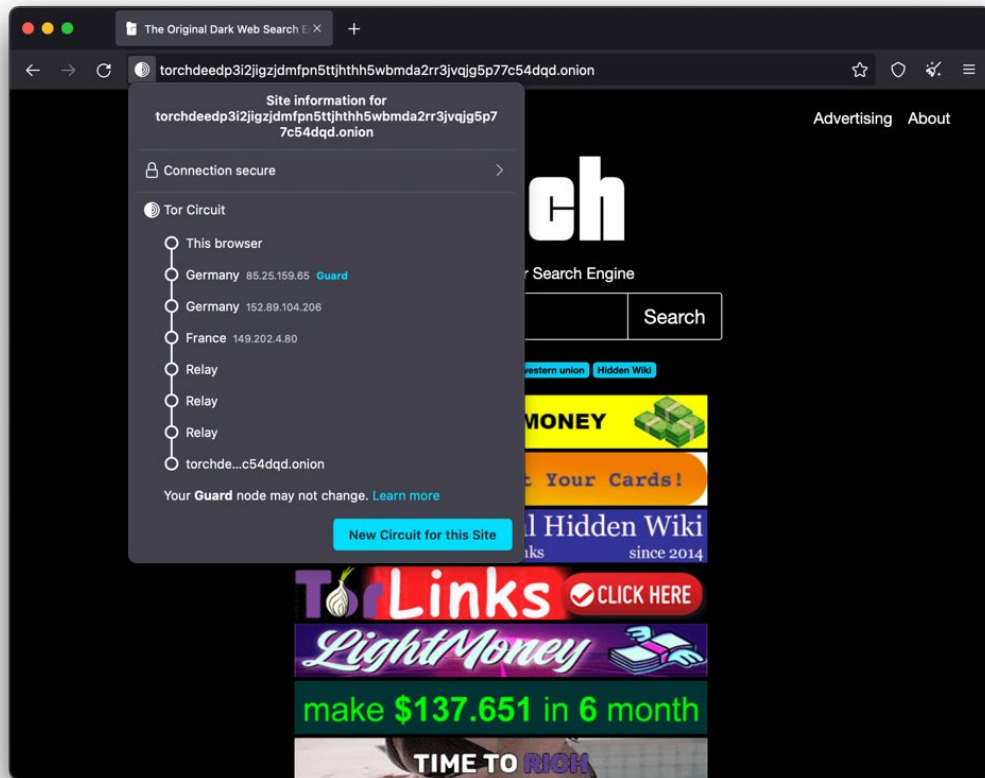 The Original Dark Web Search E
torchdeedp3i2jigzjdmfpn5ttjhthh5wbmda2rr3jvqjg5p77c54dqd.onion
Site information for
torchdeedp3i2jigzjdmfpn5ttjhthh5wbmda2rr3jvqjg5p7
7c54dqd.onion
Connection secure
Tor Circuit
This browser
Germany 85.25.159.65 Guard
Germany 152.89.104.206
France 149.202.4.80
Relay
Relay
Relay
torchde...c54dqd.onion
Your Guard node may not change. Learn more
New Circuit for this Site
Advertising About
ch
r Search Engine
Search
western union Hidden Wiki
MONEY
t Your Cards!
l Hidden Wiki
nks since 2014
TorLinks CLICK HERE
LightMoney
make $137.651 in 6 month
TIME TO RICH